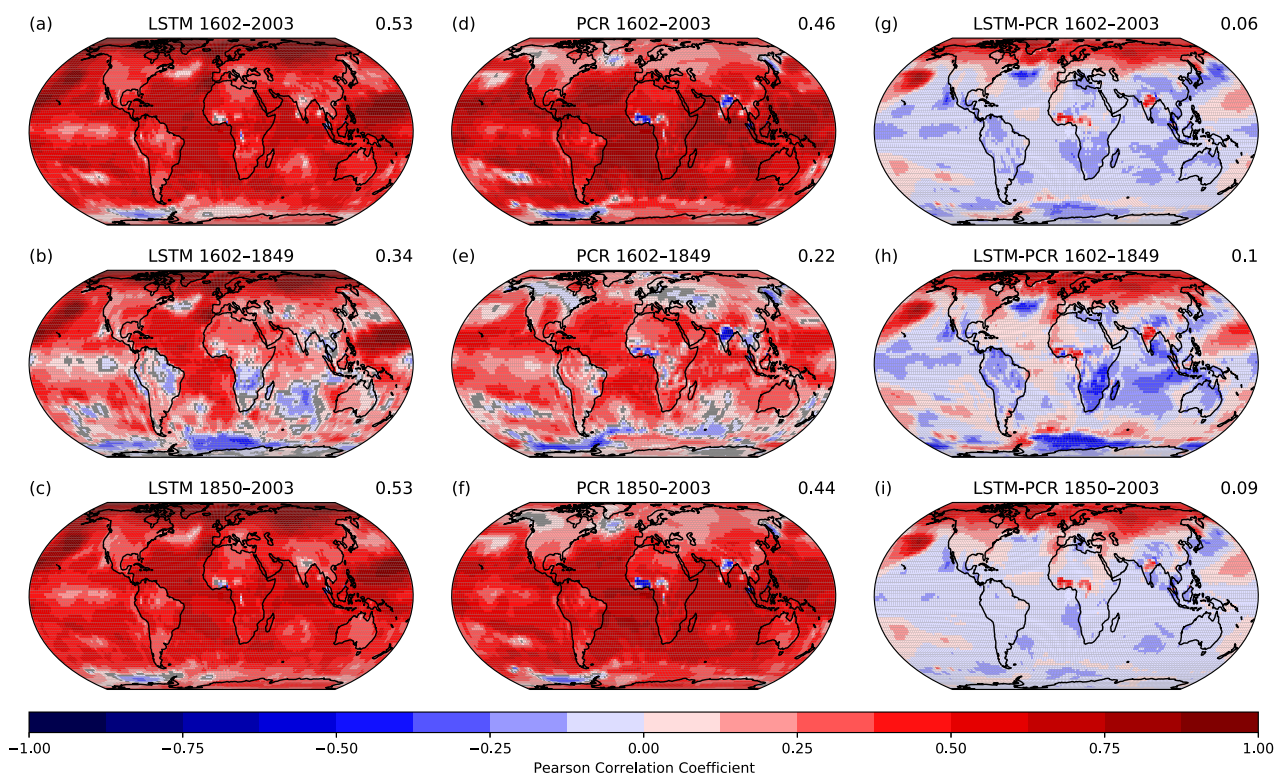 (a) LSTM 1602–2003 0.53
(d) PCR 1602–2003 0.46
(g) LSTM-PCR 1602–2003 0.06
(b) LSTM 1602–1849 0.34
(e) PCR 1602–1849 0.22
(h) LSTM-PCR 1602–1849 0.1
(c) LSTM 1850–2003 0.53
(f) PCR 1850–2003 0.44
(i) LSTM-PCR 1850–2003 0.09
−1.00 −0.75 −0.50 −0.25 0.00 0.25 0.50 0.75 1.00
Pearson Correlation Coefficient